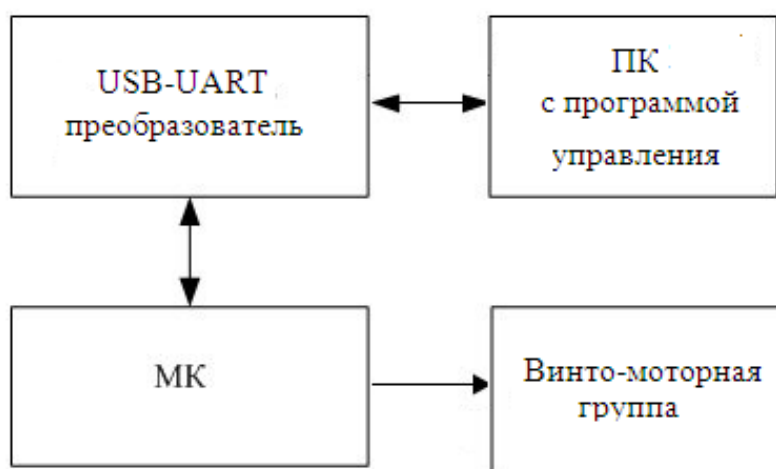 USB-UART
преобразователь
ПК
с программой
управления
МК
Винто-моторная
группа